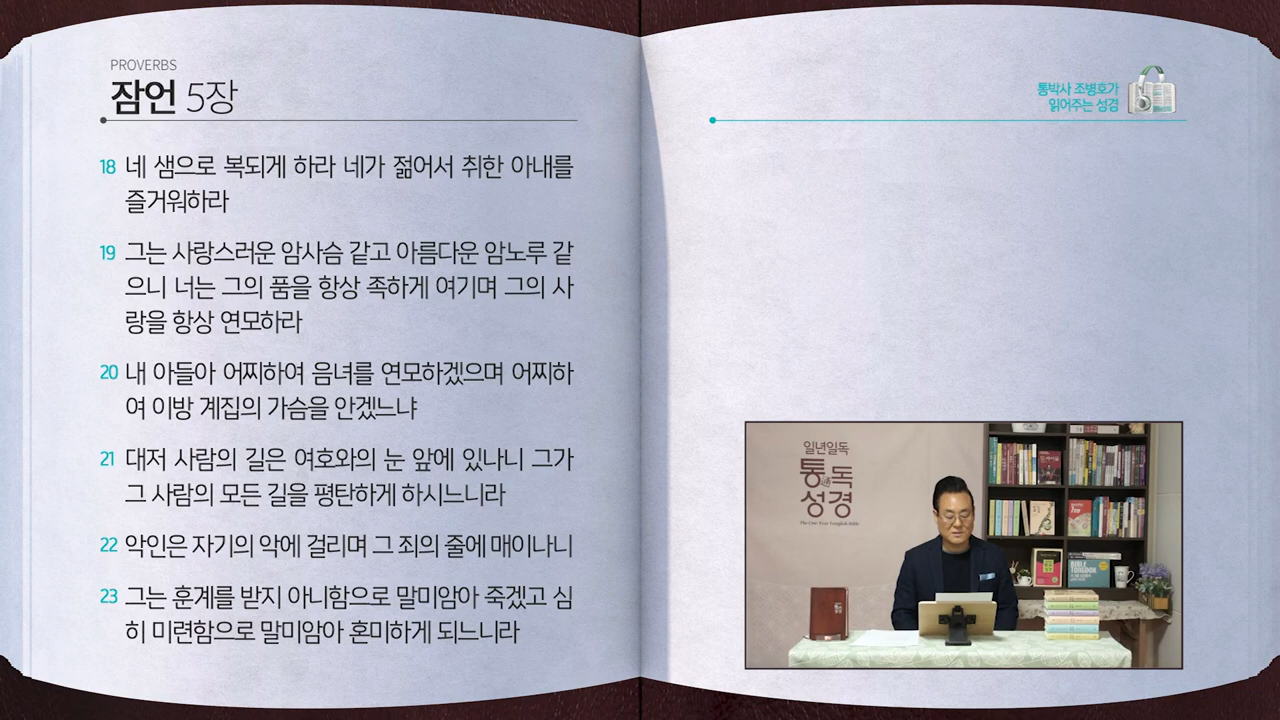 PROVERBS
잠언 5장
18 네 샘으로 복되게 하라 네가 젊어서 취한 아내를
즐거워하라
19 그는 사랑스러운 암사슴 같고 아름다운 암노루 같
으니 너는 그의 품을 항상 족하게 여기며 그의 사
랑을 항상 연모하라
20 내 아들아 어찌하여 음녀를 연모하겠으며 어찌하
여 이방 계집의 가슴을 안겠느냐
21 대저 사람의 길은 여호와의 눈 앞에 있나니 그가
그 사람의 모든 길을 평탄하게 하시느니라
22 악인은 자기의 악에 걸리며 그 죄의 줄에 매이나니
23 그는 훈계를 받지 아니함으로 말미암아 죽겠고 심
히 미련함으로 말미암아 혼미하게 되느니라
통박사 조병호가
읽어주는 성경
일년일독
통독
성경
The One Year Tongdok Bible
BIBLE
TONGDOK